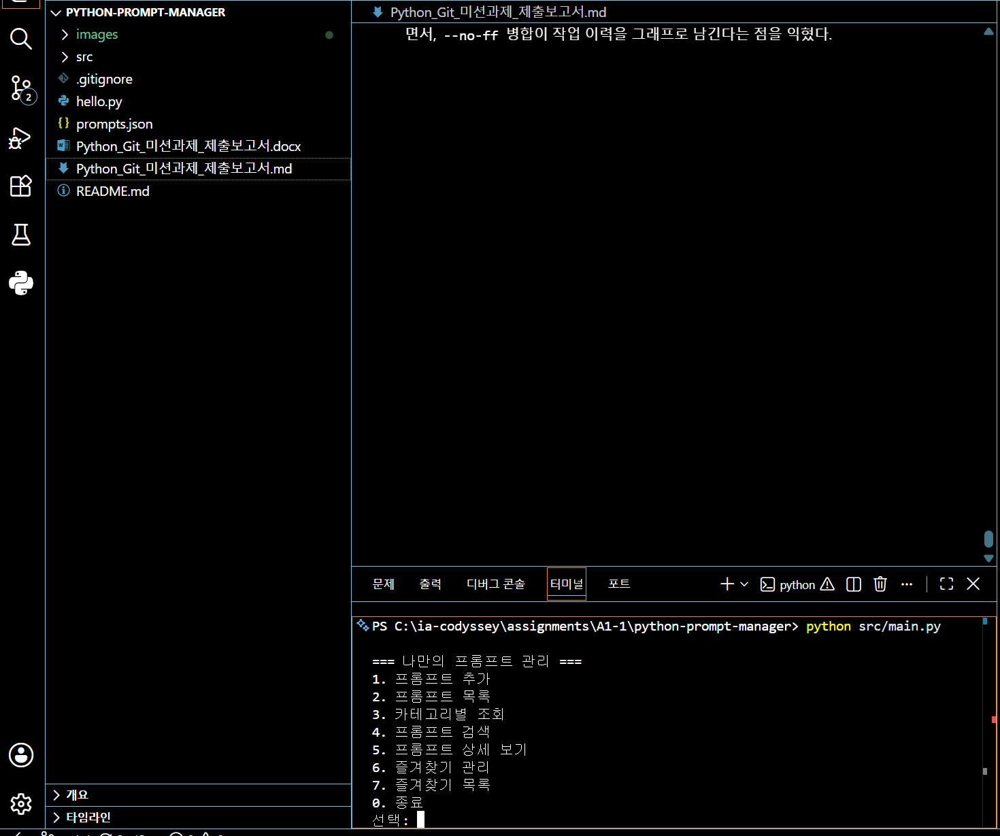 PYTHON-PROMPT-MANAGER
images
src
.gitignore
hello.py
prompts.json
Python_Git_미션과제_제출보고서.docx
Python_Git_미션과제_제출보고서.md
README.md
개요
타임라인
2
Python_Git_미션과제_제출보고서.md
면서, --no-ff 병합이 작업 이력을 그래프로 남긴다는 점을 익혔다.
문제 출력 디버그 콘솔 터미널 포트 python
PS C:\ia-codyssey\assignments\A1-1\python-prompt-manager> python src/main.py
=== 나만의 프롬프트 관리 ===
1. 프롬프트 추가
2. 프롬프트 목록
3. 카테고리별 조회
4. 프롬프트 검색
5. 프롬프트 상세 보기
6. 즐겨찾기 관리
7. 즐겨찾기 목록
0. 종료
선택: